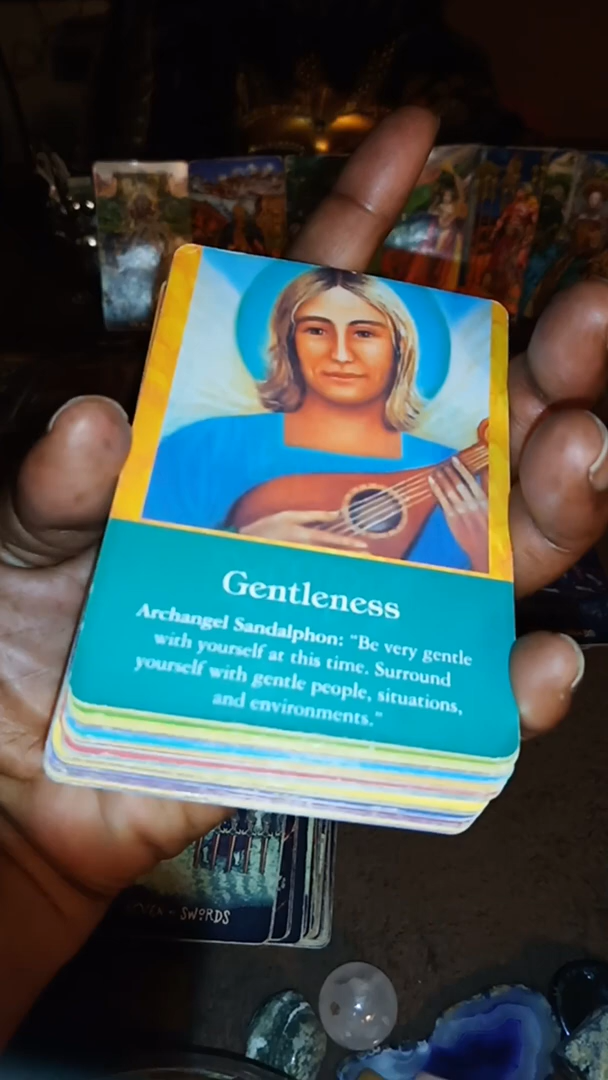 Gentleness
Archangel Sandalphon: "Be very gentle
with yourself at this time. Surround
yourself with gentle people, situations,
and environments."
SWORDS